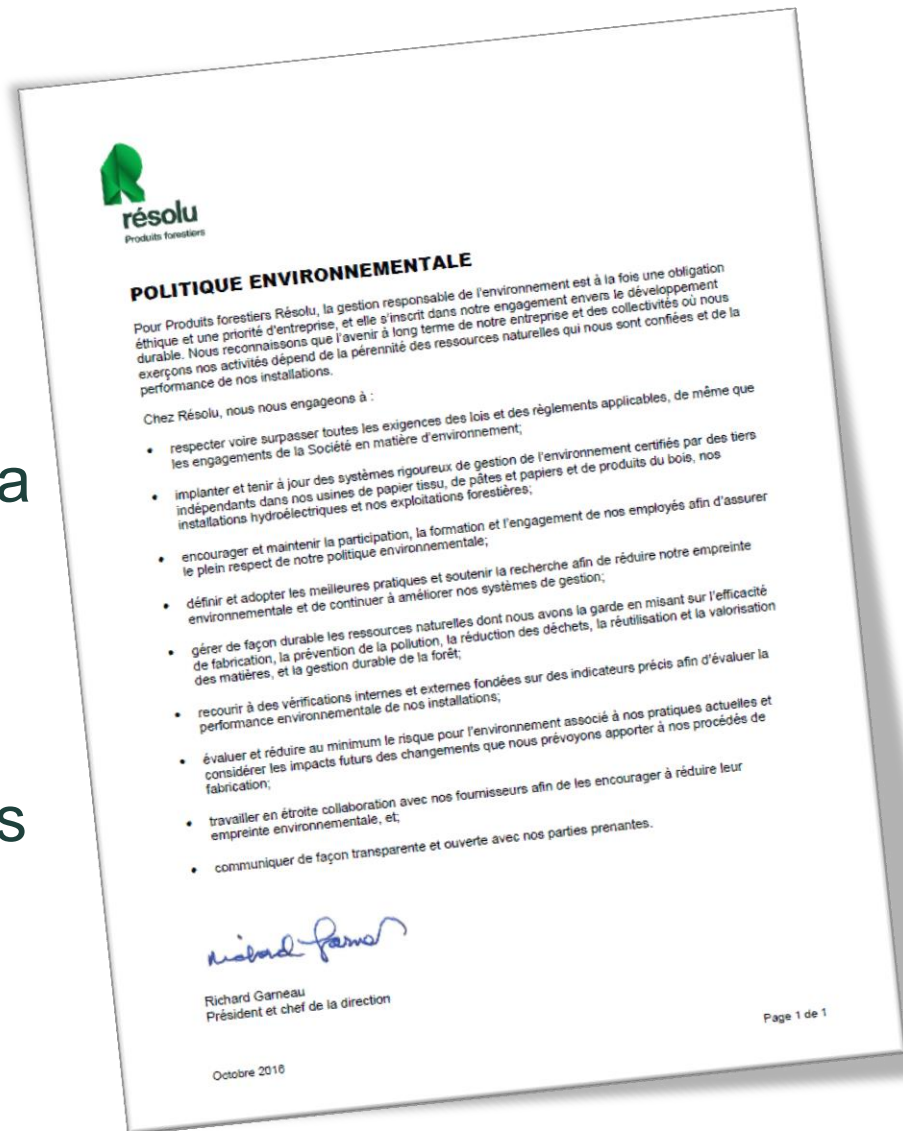 résolu
Produits forestiers
POLITIQUE ENVIRONNEMENTALE
Pour Produits forestiers Résolu, la gestion responsable de l'environnement est à la fois une obligation
éthique et une priorité d'entreprise, et elle s'inscrit dans notre engagement envers le développement
durable. Nous reconnaissons que l'avenir à long terme de notre entreprise et des collectivités où nous
exerçons nos activités dépend de la pérennité des ressources naturelles qui nous sont confiées et de la
performance de nos installations.
Chez Résolu, nous nous engageons à :
• respecter voire surpasser toutes les exigences des lois et des règlements applicables, de même que
les engagements de la Société en matière d'environnement;
• implanter et tenir à jour des systèmes rigoureux de gestion de l'environnement certifiés par des tiers
indépendants dans nos usines de papier tissu, de pâtes et papiers et de produits du bois, nos
installations hydroélectriques et nos exploitations forestières;
• encourager et maintenir la participation, la formation et l'engagement de nos employés afin d'assurer
le plein respect de notre politique environnementale;
• définir et adopter les meilleures pratiques et soutenir la recherche afin de réduire notre empreinte
environnementale et de continuer à améliorer nos systèmes de gestion;
• gérer de façon durable les ressources naturelles dont nous avons la garde en misant sur l'efficacité
de fabrication, la prévention de la pollution, la réduction des déchets, la réutilisation et la valorisation
des matières, et la gestion durable de la forêt;
• recourir à des vérifications internes et externes fondées sur des indicateurs précis afin d'évaluer la
performance environnementale de nos installations;
• évaluer et réduire au minimum le risque pour l'environnement associé à nos pratiques actuelles et
considérer les impacts futurs des changements que nous prévoyons apporter à nos procédés de
fabrication;
• travailler en étroite collaboration avec nos fournisseurs afin de les encourager à réduire leur
empreinte environnementale, et;
• communiquer de façon transparente et ouverte avec nos parties prenantes.
Richard Garneau
Président et chef de la direction
Page 1 de 1
Octobre 2016
a
s